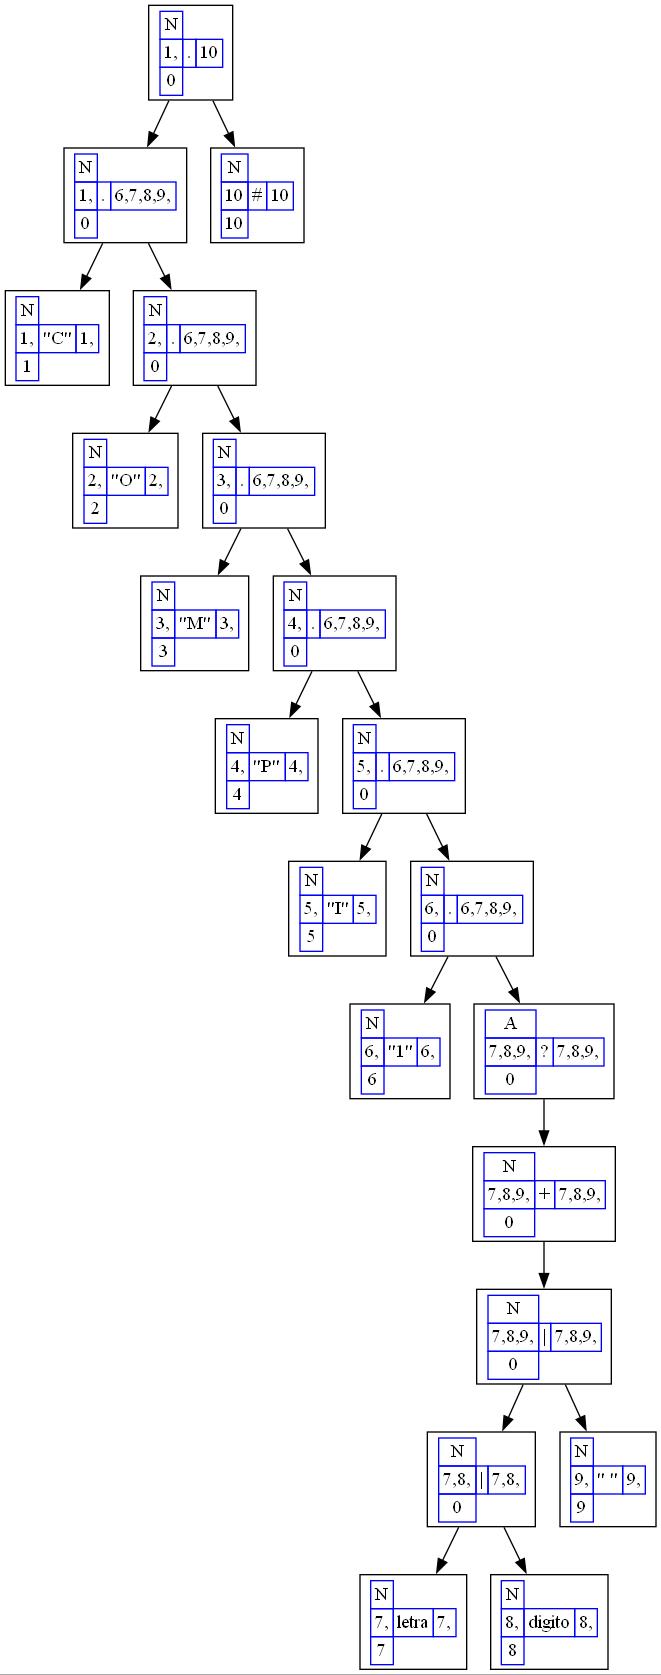 N
1, . 10
0
N
1, . 6,7,8,9,
0
N
10 # 10
10
N
1, "C" 1,
1
N
2, . 6,7,8,9,
0
N
2, "O" 2,
2
N
3, . 6,7,8,9,
0
N
3, "M" 3,
3
N
4, . 6,7,8,9,
0
N
4, "P" 4,
4
N
5, . 6,7,8,9,
0
N
5, "I" 5,
5
N
6, . 6,7,8,9,
0
N
6, "1" 6,
6
A
7,8,9, ? 7,8,9,
0
N
7,8,9, + 7,8,9,
0
N
7,8,9, | 7,8,9,
0
N
7,8, | 7,8,
0
N
9, " " 9,
9
N
7, letra 7,
7
N
8, digito 8,
8